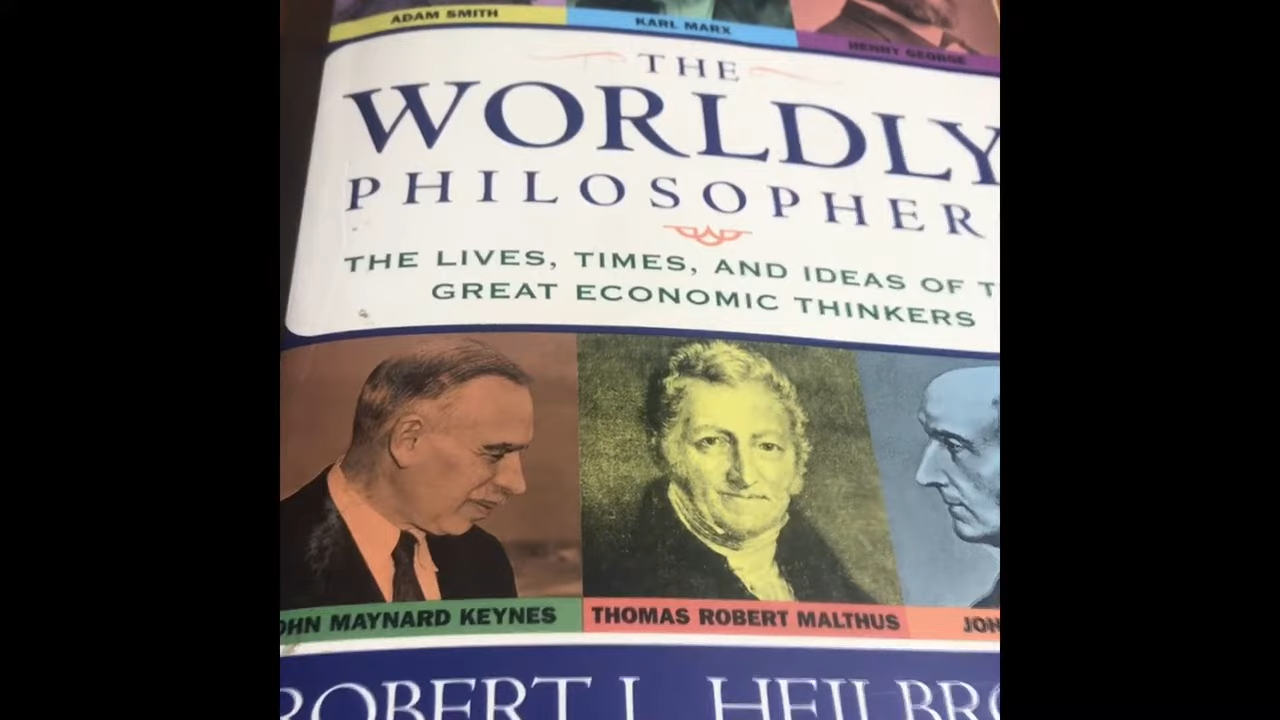 ADAM SMITH
KARL MARX
HENRY GEORGE
THE
WORLDLY
PHILOSOPHER
THE LIVES, TIMES, AND IDEAS OF T
GREAT ECONOMIC THINKERS
OHN MAYNARD KEYNES
THOMAS ROBERT MALTHUS
JOH
ROBERT L. HEILBRO